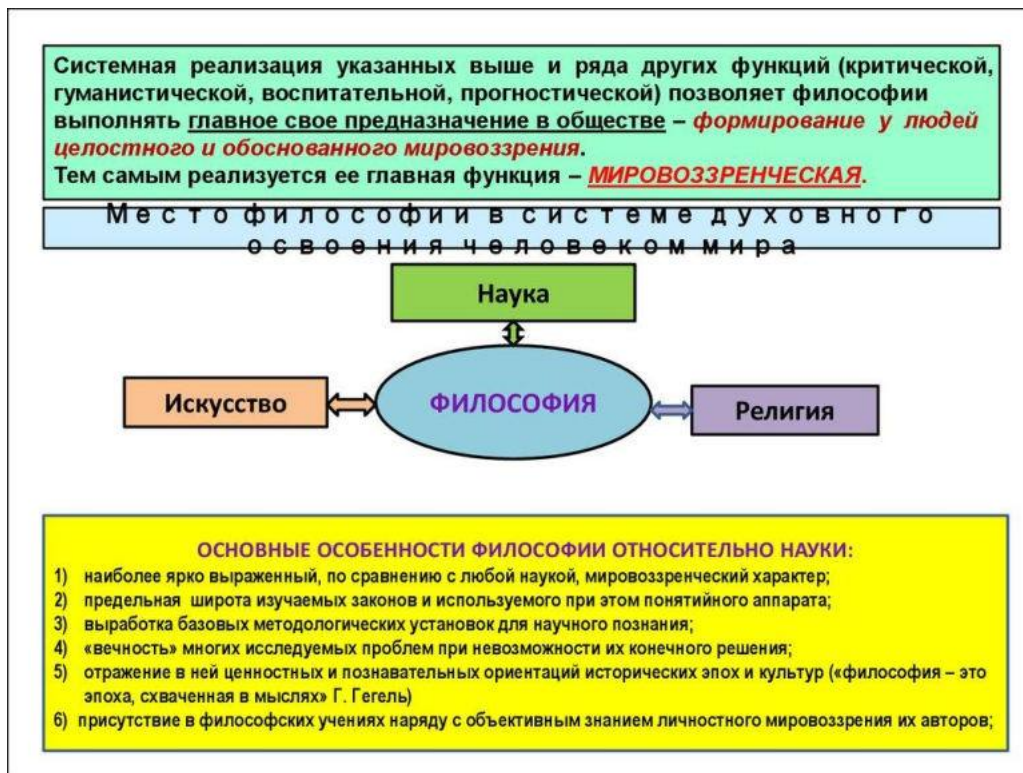 Системная реализация указанных выше и ряда других функций (критической,
гуманистической, воспитательной, прогностической) позволяет философии
выполнять главное свое предназначение в обществе – формирование у людей
целостного и обоснованного мировоззрения.
Тем самым реализуется ее главная функция – МИРОВОЗЗРЕНЧЕСКАЯ.
Место философии в системе духовного
освоения человеком мира
Наука
Искусство
ФИЛОСОФИЯ
Религия
ОСНОВНЫЕ ОСОБЕННОСТИ ФИЛОСОФИИ ОТНОСИТЕЛЬНО НАУКИ:
1) наиболее ярко выраженный, по сравнению с любой наукой, мировоззренческий характер;
2) предельная широта изучаемых законов и используемого при этом понятийного аппарата;
3) выработка базовых методологических установок для научного познания;
4) «вечность» многих исследуемых проблем при невозможности их конечного решения;
5) отражение в ней ценностных и познавательных ориентаций исторических эпох и культур («философия – это
эпоха, схваченная в мыслях» Г. Гегель)
6) присутствие в философских учениях наряду с объективным знанием личностного мировоззрения их авторов;